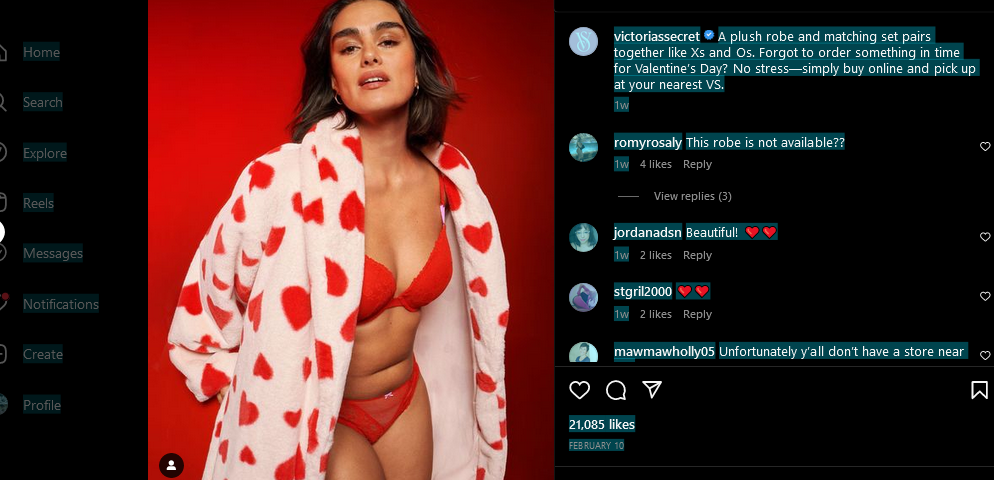 Home
Search
Explore
Reels
Messages
Notifications
Create
Profile
victoriassecret A plush robe and matching set pairs
together like Xs and Os. Forgot to order something in time
for Valentine's Day? No stress—simply buy online and pick up
at your nearest VS.
1w
romyrosaly This robe is not available??
1w 4 likes Reply
View replies (3)
jordanadsn Beautiful! ❤️❤️
1w 2 likes Reply
stgril2000 ❤️❤️
1w 2 likes Reply
mawmawholly05 Unfortunately y'all don't have a store near
21,085 likes
FEBRUARY 10